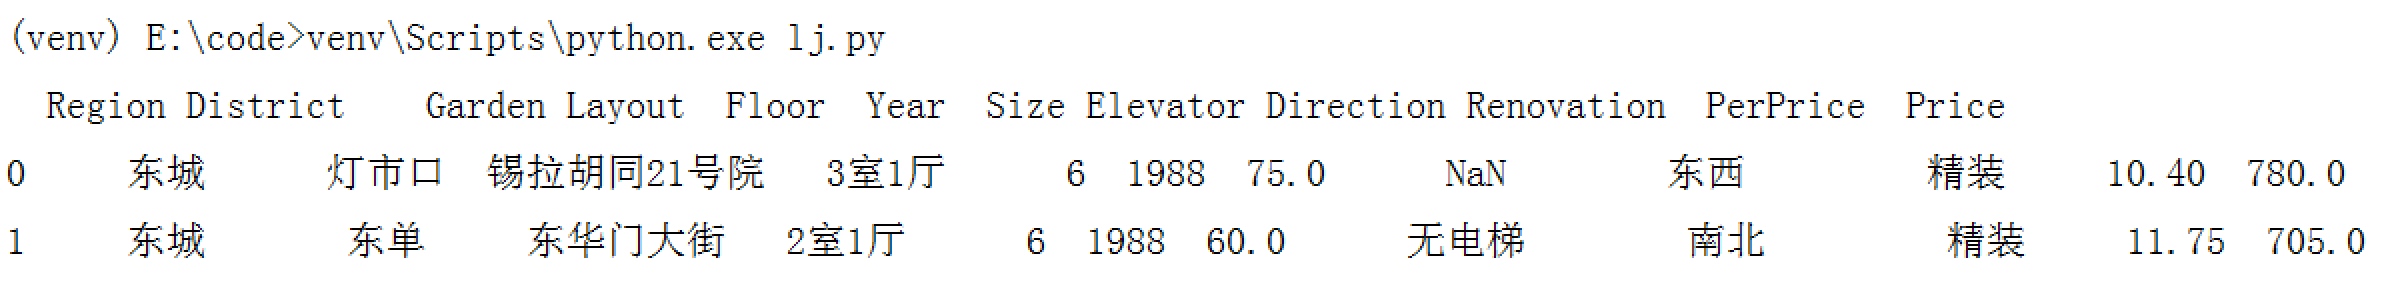 (venv) E:\code>venv\Scripts\python.exe lj.py
Region District Garden Layout Floor Year Size Elevator Direction Renovation PerPrice Price
0 东城 灯市口 锡拉胡同21号院 3室1厅 6 1988 75.0 NaN 东西 精装 10.40 780.0
1 东城 东单 东华门大街 2室1厅 6 1988 60.0 无电梯 南北 精装 11.75 705.0